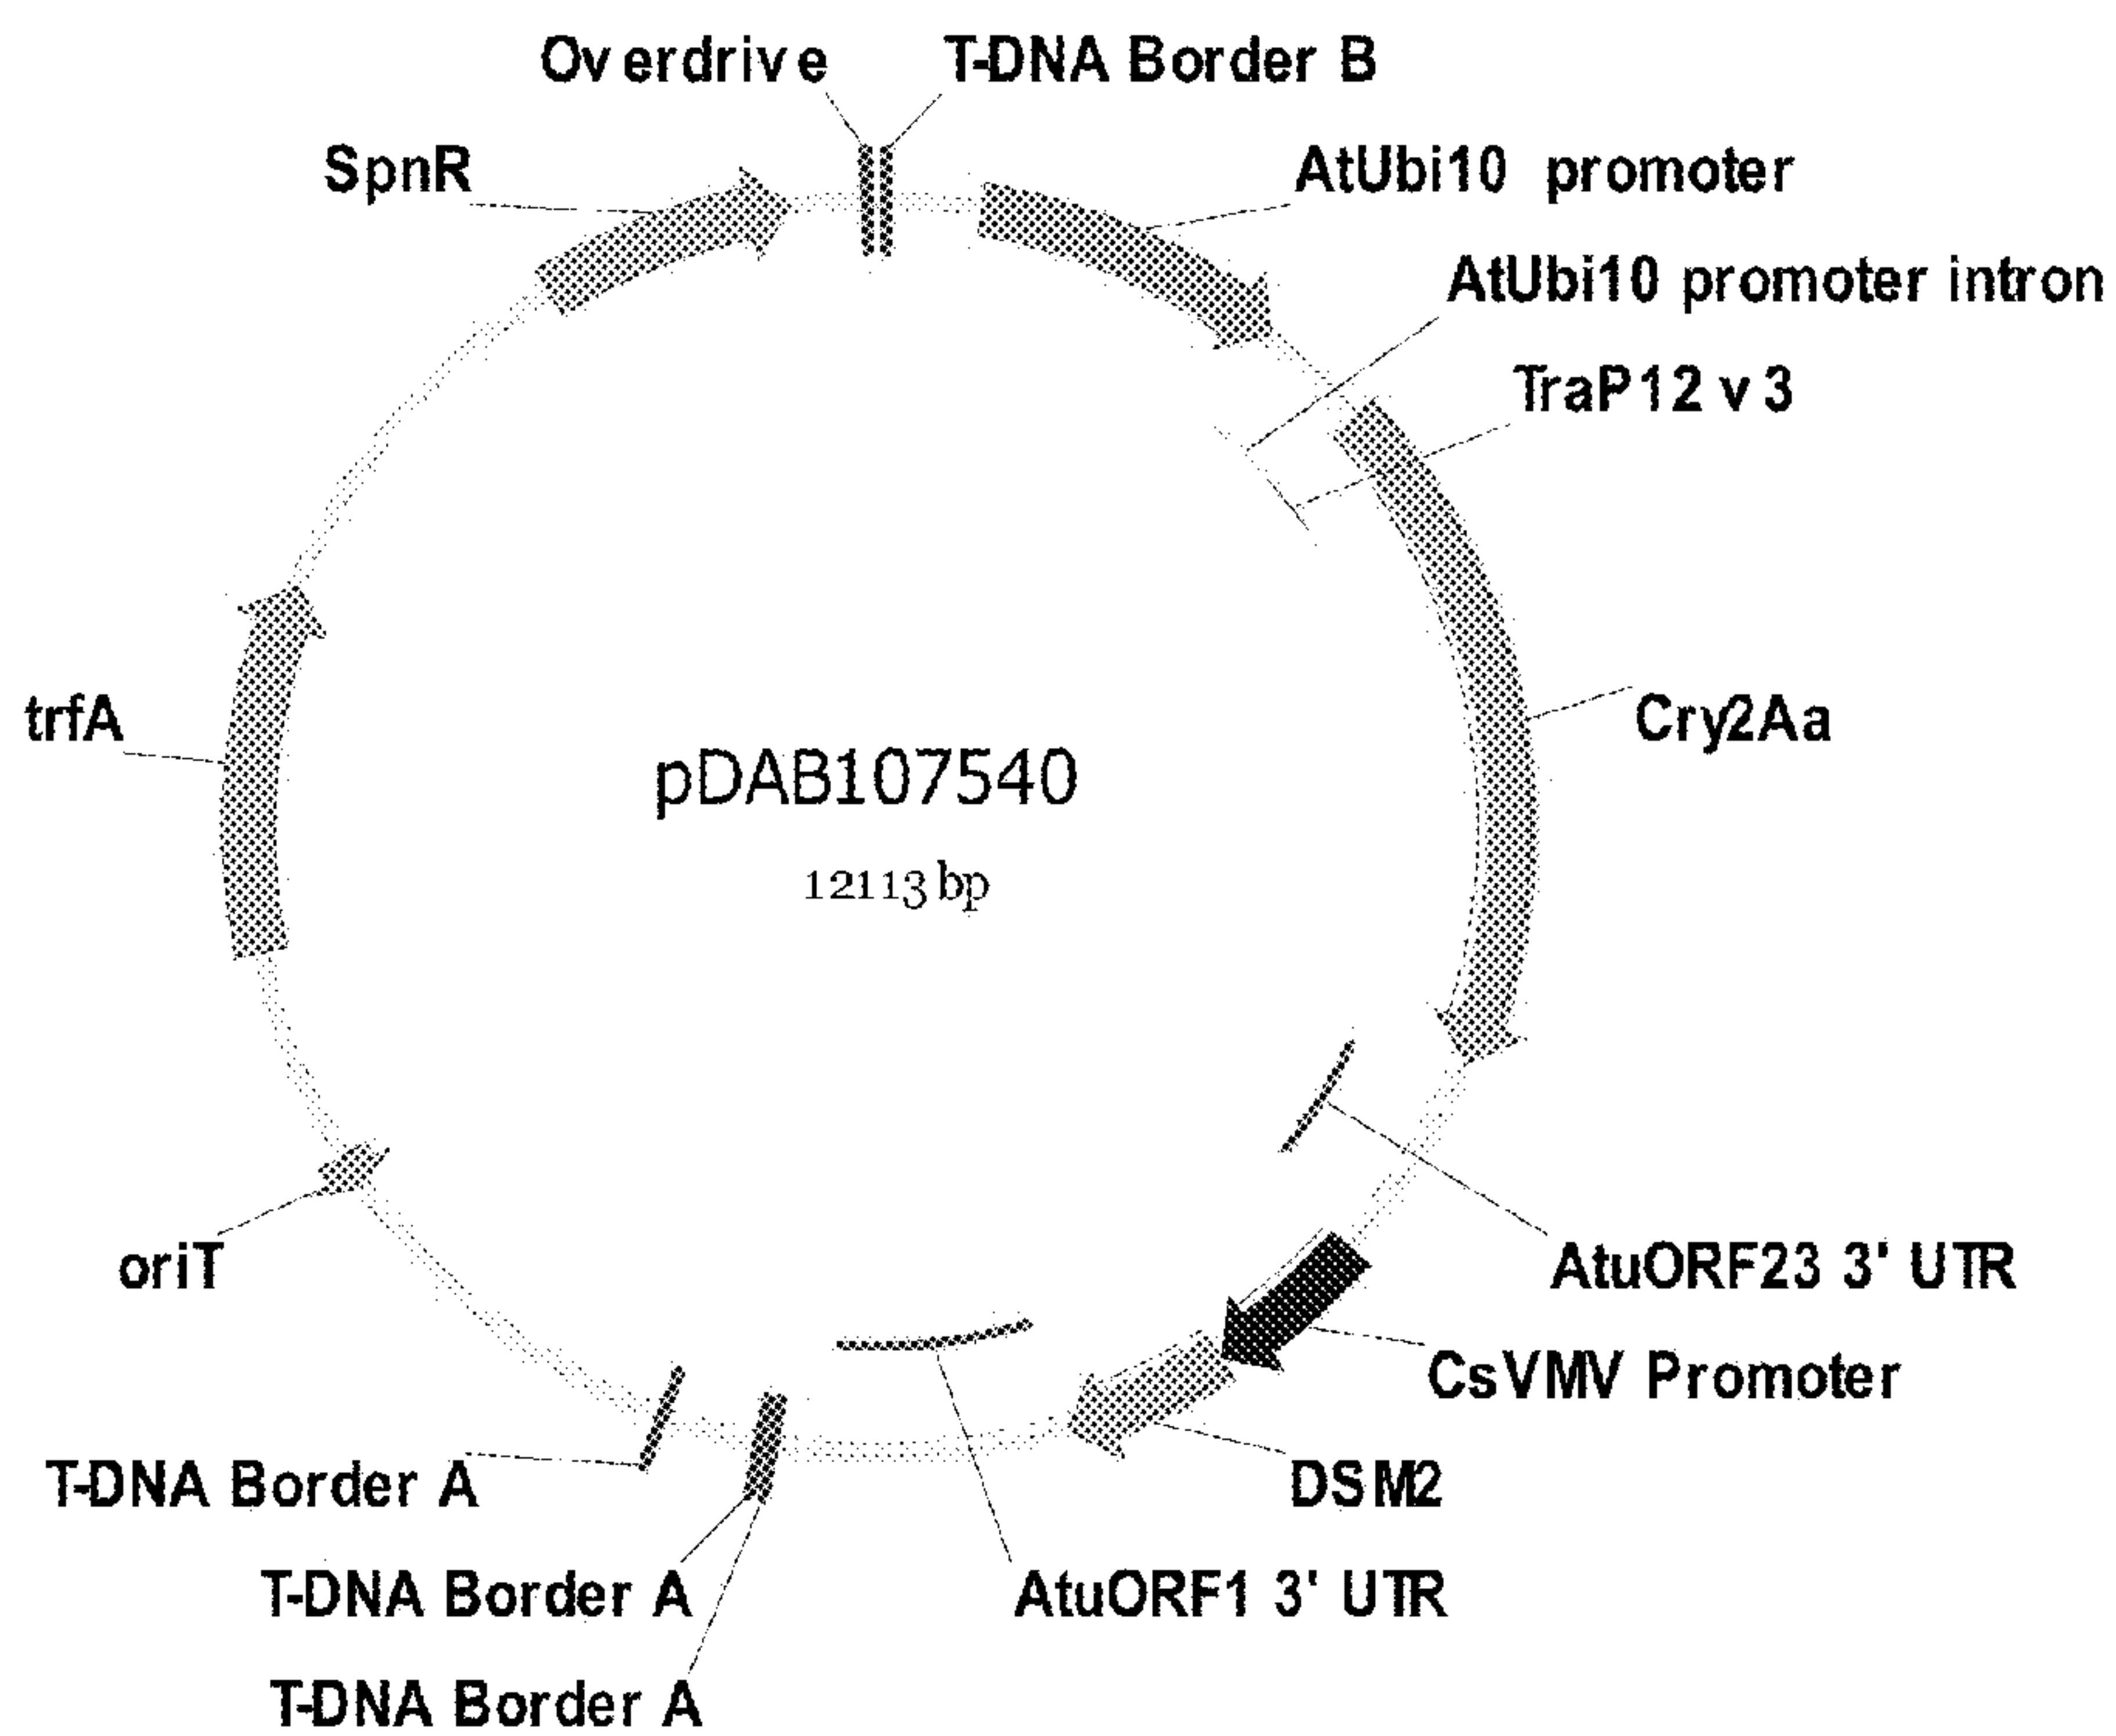 Overdrive
T-DNA Border B
SpnR
AtUbi10 promoter
AtUbi10 promoter intron
TraP12 v3
trfA
Cry2Aa
pDAB107540
12113 bp
oriT
AtuORF23 3' UTR
CsVMV Promoter
T-DNA Border A
DSM2
T-DNA Border A
AtuORF1 3' UTR
T-DNA Border A